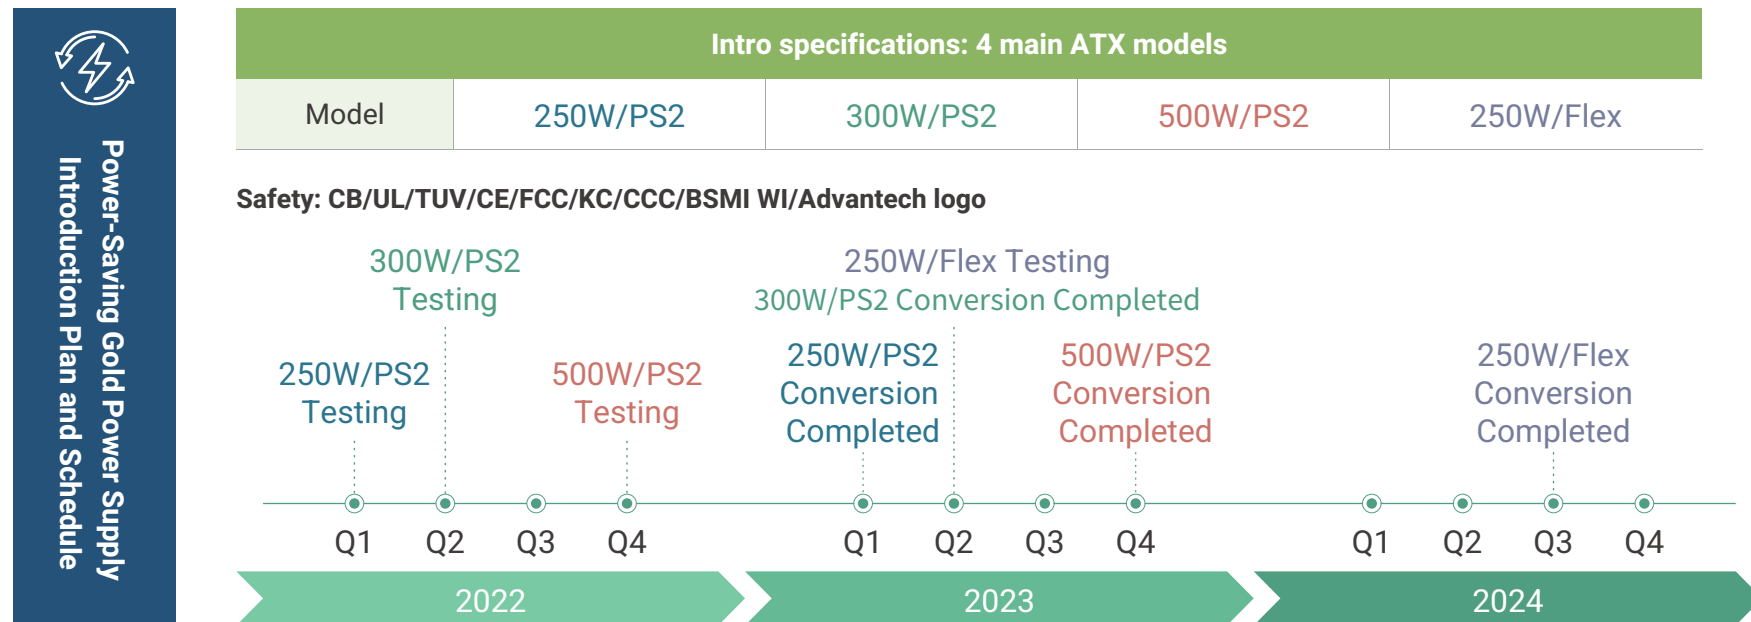 Power-Saving Gold Power Supply
Introduction Plan and Schedule
Intro specifications: 4 main ATX models
Model
250W/PS2
300W/PS2
500W/PS2
250W/Flex
Safety: CB/UL/TUV/CE/FCC/KC/CCC/BSMI WI/Advantech logo
300W/PS2
Testing
250W/PS2
Testing
500W/PS2
Testing
250W/Flex Testing
300W/PS2 Conversion Completed
250W/PS2
Conversion
Completed
500W/PS2
Conversion
Completed
250W/Flex
Conversion
Completed
Q1
Q2
Q3
Q4
Q1
Q2
Q3
Q4
Q1
Q2
Q3
Q4
2022
2023
2024